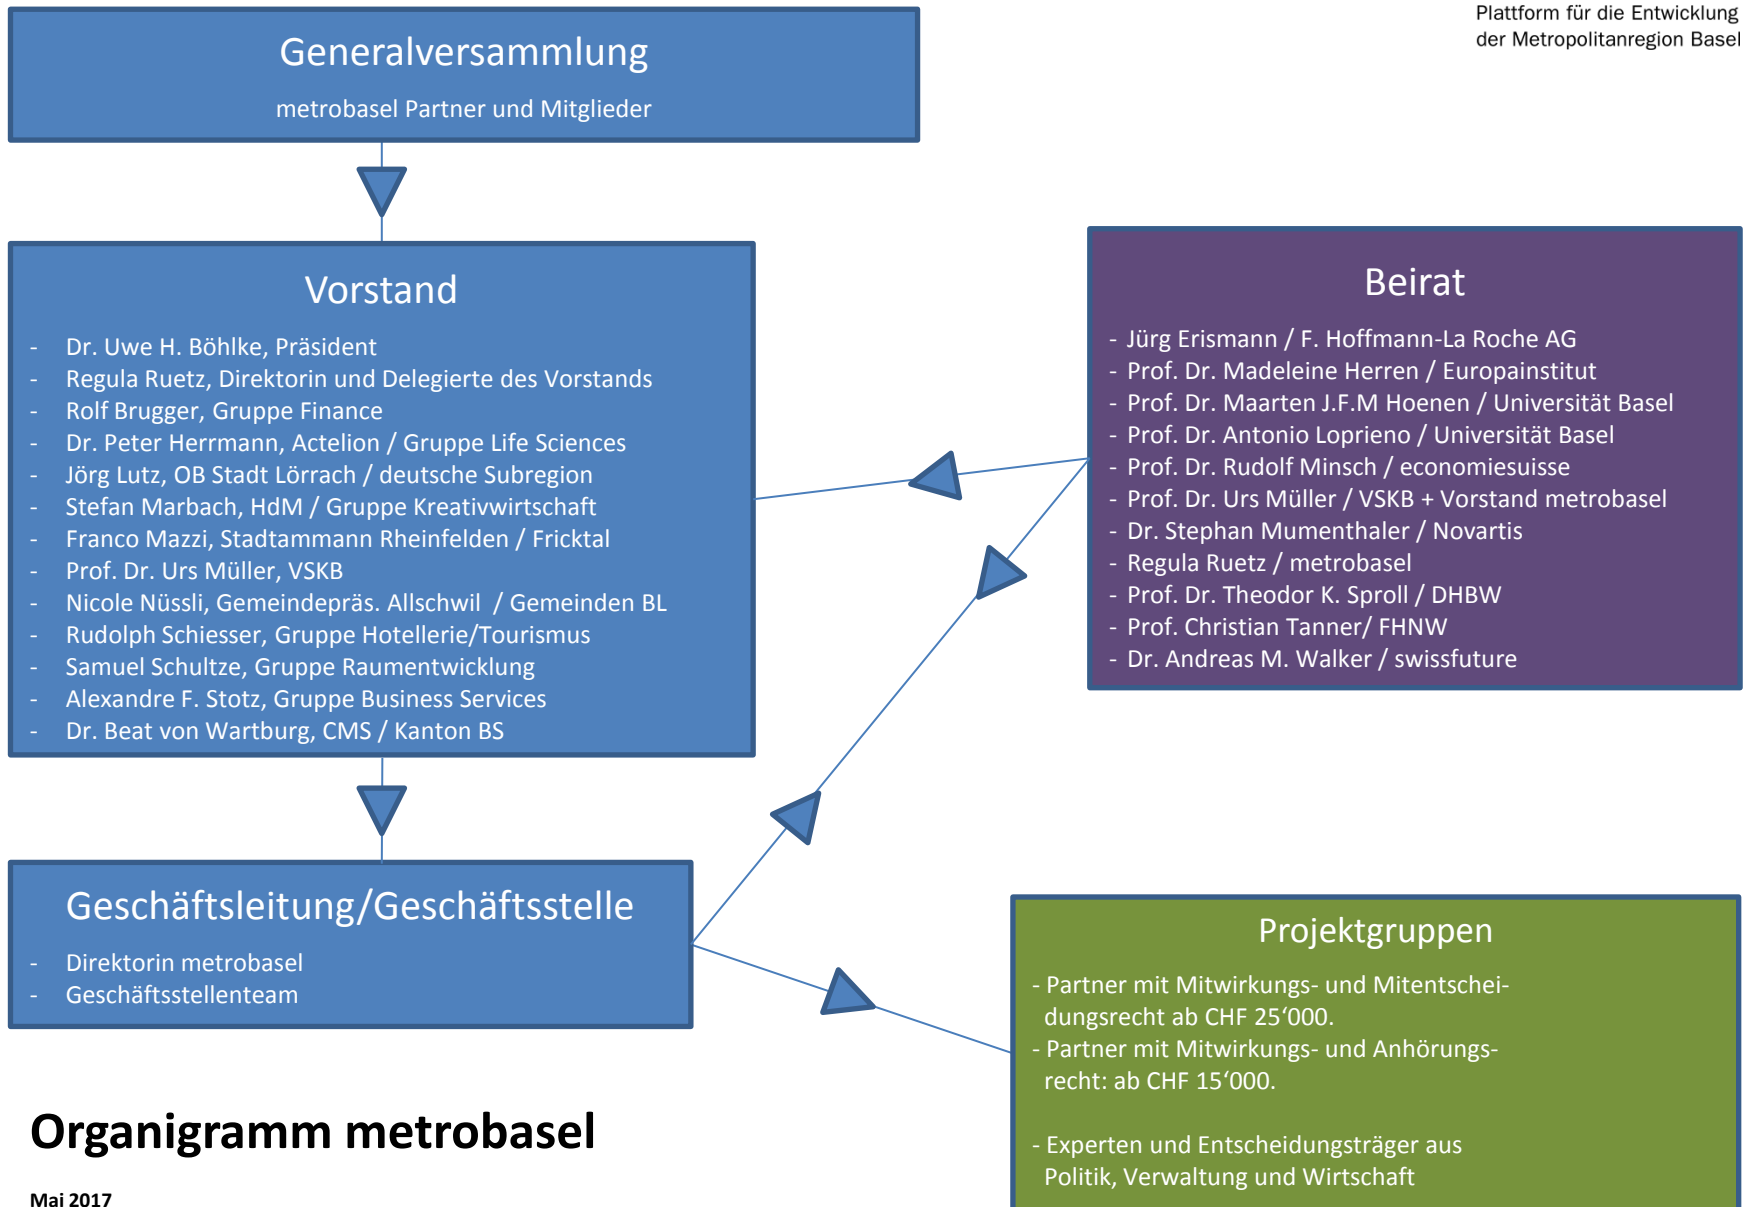 Plattform für die Entwicklung
der Metropolitanregion Basel
Generalversammlung
metrobasel Partner und Mitglieder
Vorstand
- Dr. Uwe H. Böhlke, Präsident
- Regula Ruetz, Direktorin und Delegierte des Vorstands
- Rolf Brugger, Gruppe Finance
- Dr. Peter Herrmann, Actelion / Gruppe Life Sciences
- Jörg Lutz, OB Stadt Lörrach / deutsche Subregion
- Stefan Marbach, HdM / Gruppe Kreativwirtschaft
- Franco Mazzi, Stadtammann Rheinfelden / Fricktal
- Prof. Dr. Urs Müller, VSKB
- Nicole Nüssli, Gemeindepräs. Allschwil / Gemeinden BL
- Rudolph Schiesser, Gruppe Hotellerie/Tourismus
- Samuel Schultze, Gruppe Raumentwicklung
- Alexandre F. Stotz, Gruppe Business Services
- Dr. Beat von Wartburg, CMS / Kanton BS
Beirat
- Jürg Erismann / F. Hoffmann-La Roche AG
- Prof. Dr. Madeleine Herren / Europainstitut
- Prof. Dr. Maarten J.F.M Hoenen / Universität Basel
- Prof. Dr. Antonio Loprieno / Universität Basel
- Prof. Dr. Rudolf Minsch / economiesuisse
- Prof. Dr. Urs Müller / VSKB + Vorstand metrobasel
- Dr. Stephan Mumenthaler / Novartis
- Regula Ruetz / metrobasel
- Prof. Dr. Theodor K. Sproll / DHBW
- Prof. Christian Tanner/ FHNW
- Dr. Andreas M. Walker / swissfuture
Geschäftsleitung/Geschäftsstelle
- Direktorin metrobasel
- Geschäftsstellenteam
Projektgruppen
- Partner mit Mitwirkungs- und Mitentschei-
dungsrecht ab CHF 25‘000.
- Partner mit Mitwirkungs- und Anhörungs-
recht: ab CHF 15‘000.
- Experten und Entscheidungsträger aus
Politik, Verwaltung und Wirtschaft
Organigramm metrobasel
Mai 2017